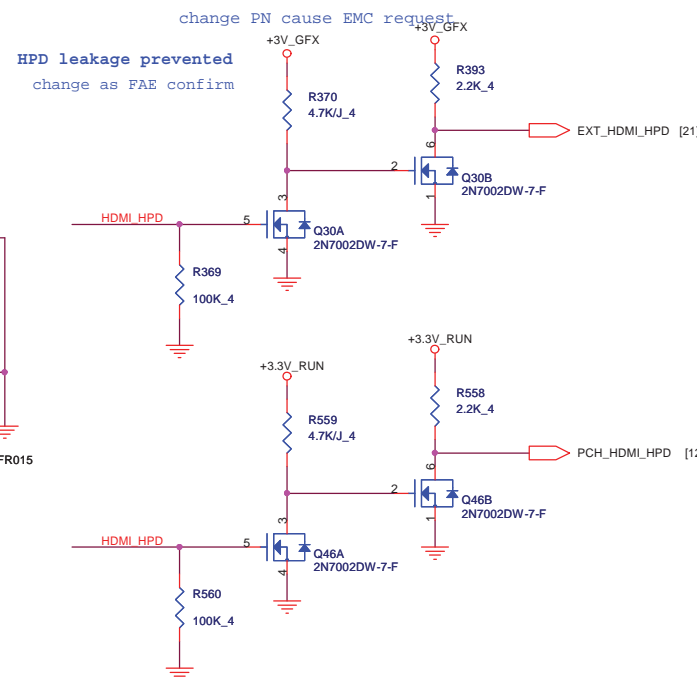 change PN cause EMC request
HPD leakage prevented
change as FAE confirm
+3V_GFX
+3V_GFX
R370
4.7K/J_4
R393
2.2K_4
EXT_HDMI_HPD [21]
6
2
1
Q30B
2N7002DW-7-F
3
HDMI_HPD
5
4
Q30A
2N7002DW-7-F
R369
100K_4
+3.3V_RUN
+3.3V_RUN
R559
4.7K/J_4
R558
2.2K_4
FR015
PCH_HDMI_HPD [12
6
2
1
Q46B
2N7002DW-7-F
3
HDMI_HPD
5
4
Q46A
2N7002DW-7-F
R560
100K_4